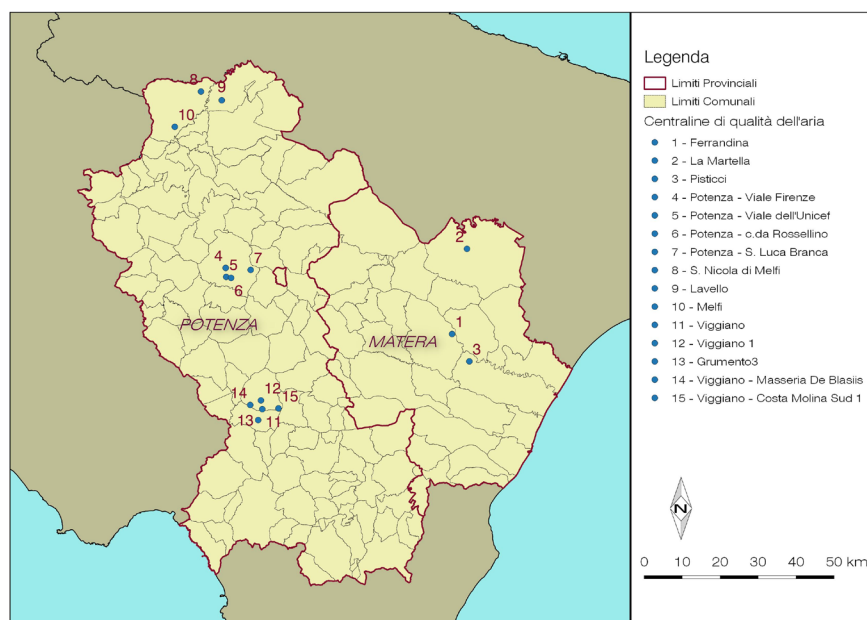 8
9
10
2
4
5
7
6
POTENZA
1
MATERA
3
12
14
15
13
11
Legenda
Limiti Provinciali
Limiti Comunali
Centraline di qualità dell'aria
1 - Ferrandina
2 - La Martella
3 - Pisticci
4 - Potenza - Viale Firenze
5 - Potenza - Viale dell'Unicef
6 - Potenza - c.da Rossellino
7 - Potenza - S. Luca Branca
8 - S. Nicola di Melfi
9 - Lavello
10 - Melfi
11 - Viggiano
12 - Viggiano 1
13 - Grumento3
14 - Viggiano - Masseria De Blasiis
15 - Viggiano - Costa Molina Sud 1
N
0 10 20 30 40 50 km